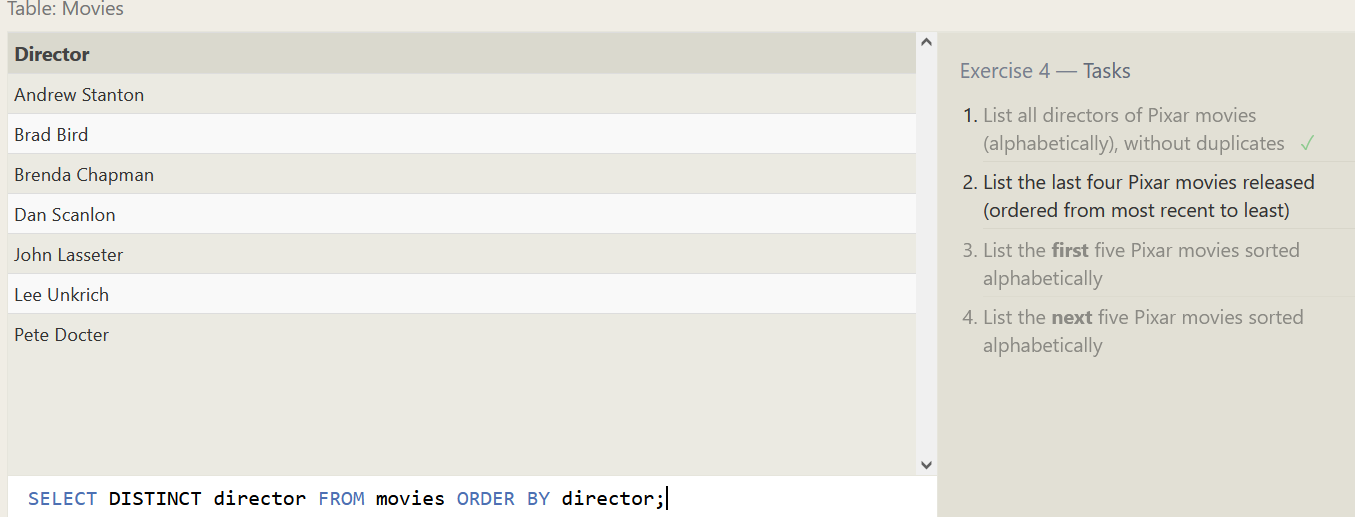 Table: Movies
Director
Andrew Stanton
Brad Bird
Brenda Chapman
Dan Scanlon
John Lasseter
Lee Unkrich
Pete Docter
SELECT DISTINCT director FROM movies ORDER BY director;
Exercise 4 — Tasks
1. List all directors of Pixar movies
(alphabetically), without duplicates ✓
2. List the last four Pixar movies released
(ordered from most recent to least)
3. List the first five Pixar movies sorted
alphabetically
4. List the next five Pixar movies sorted
alphabetically